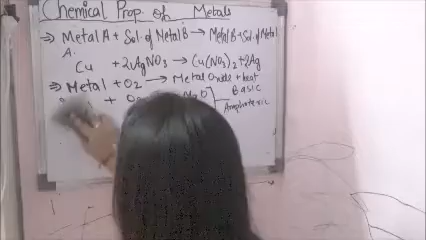 Chemical Prop. of Metals
⇒ Metal A + Sol. of Metal B → Metal B + Sol. of Metal
A.
Cu + 2AgNO3 → Cu(NO3)2 + 2Ag
⇒ Metal + O2 → Metal Oxide + heat
+ Basic
Amphoteric